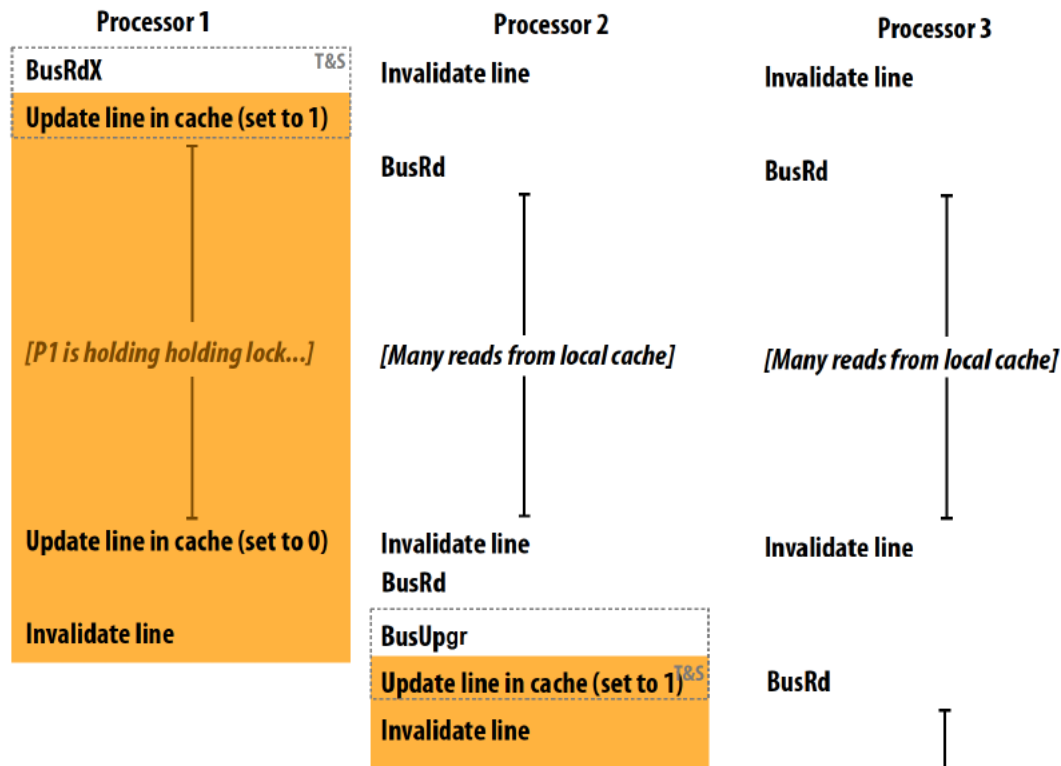 Processor 1
BusRdX
T&S
Update line in cache (set to 1)
[P1 is holding holding lock...]
Update line in cache (set to 0)
Invalidate line
Processor 2
Invalidate line
BusRd
[Many reads from local cache]
Invalidate line
BusRd
BusUpgr
Update line in cache (set to 1)
T&S
Invalidate line
Processor 3
Invalidate line
BusRd
[Many reads from local cache]
Invalidate line
BusRd